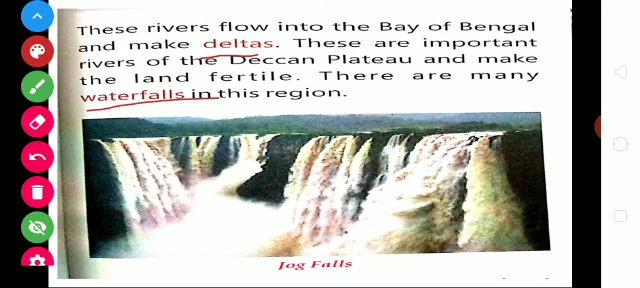 These rivers flow into the Bay of Bengal
and make deltas. These are important
rivers of the Deccan Plateau and make
the land fertile. There are many
waterfalls in this region.
Jog Falls